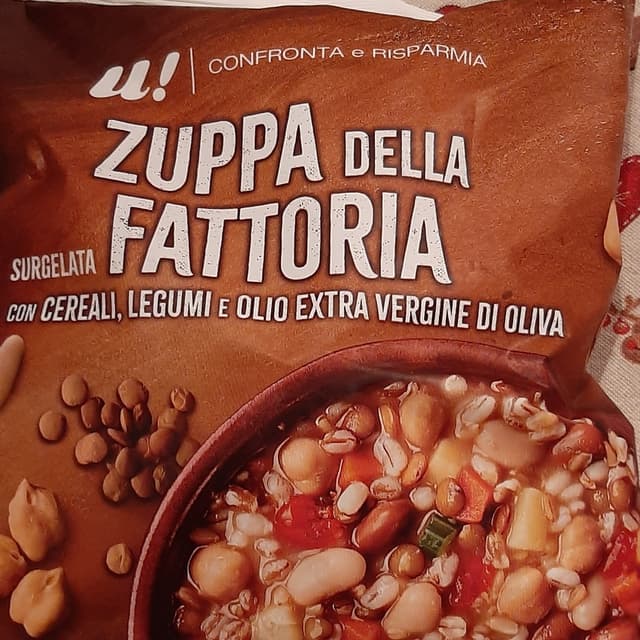 u! | CONFRONTA e RISPARMIA
ZUPPA DELLA
FATTORIA
SURGELATA
CON CEREALI, LEGUMI E OLIO EXTRA VERGINE DI OLIVA